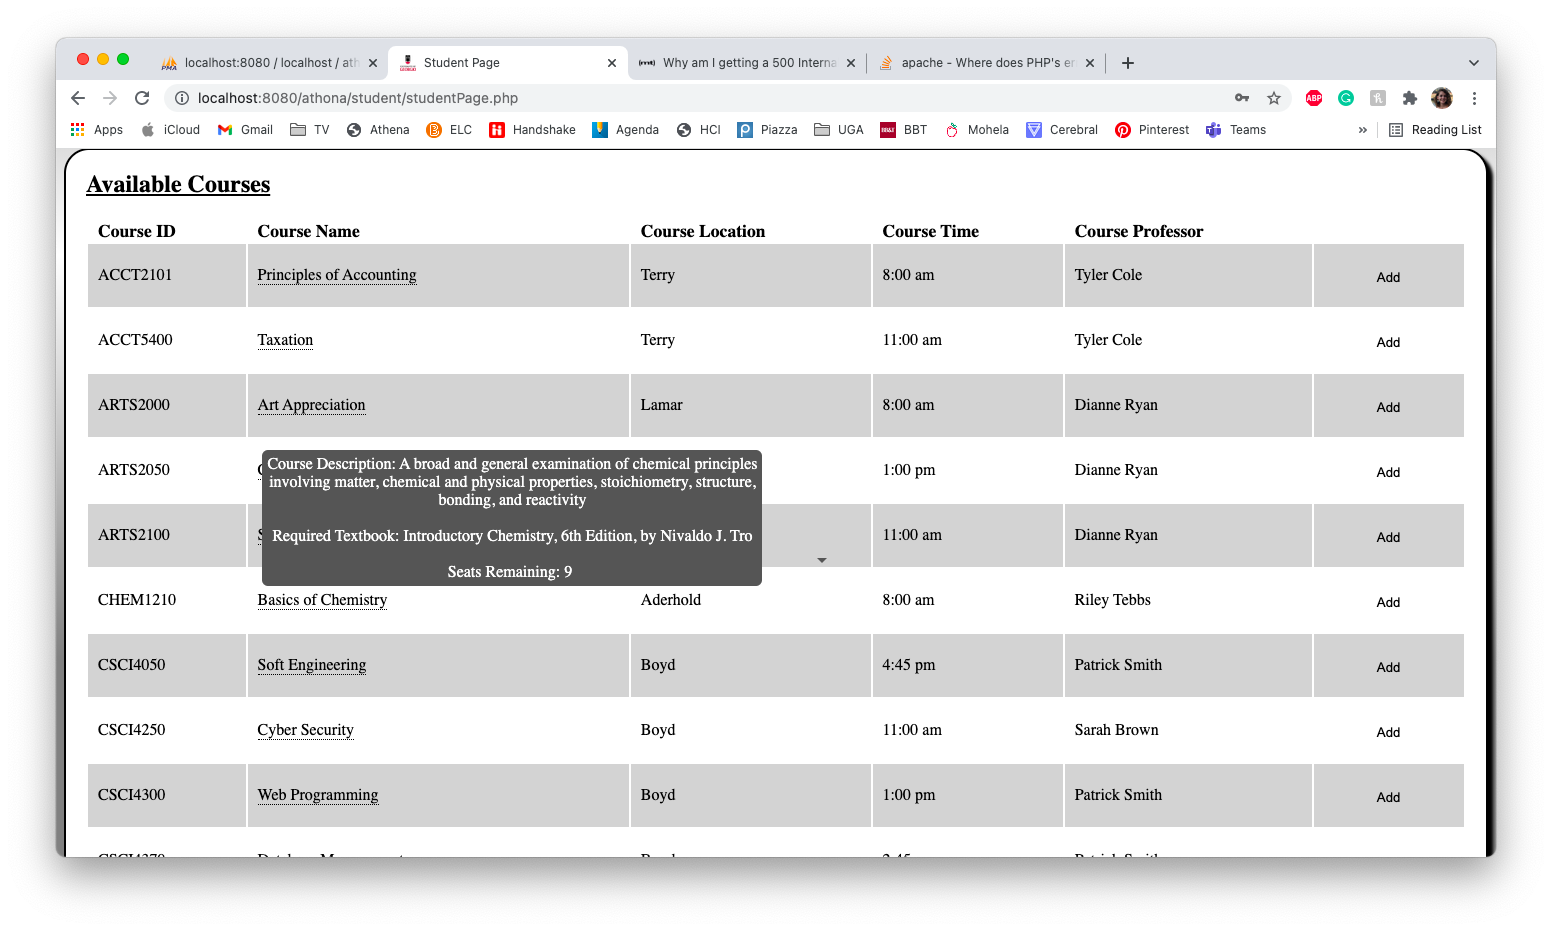 localhost:8080 / localhost / ath
Student Page
Why am I getting a 500 Interna
apache - Where does PHP's er
localhost:8080/athona/student/studentPage.php
ABP
Apps
iCloud
Gmail
TV
Athena
ELC
Handshake
Agenda
HCI
Piazza
UGA
BBT
Mohela
Cerebral
Pinterest
Teams
»
Reading List
Available Courses
Course ID Course Name Course Location Course Time Course Professor
ACCT2101 Principles of Accounting Terry 8:00 am Tyler Cole Add
ACCT5400 Taxation Terry 11:00 am Tyler Cole Add
ARTS2000 Art Appreciation Lamar 8:00 am Dianne Ryan Add
ARTS2050 1:00 pm Dianne Ryan Add
Course Description: A broad and general examination of chemical principles
involving matter, chemical and physical properties, stoichiometry, structure,
bonding, and reactivity
Required Textbook: Introductory Chemistry, 6th Edition, by Nivaldo J. Tro
Seats Remaining: 9
ARTS2100 11:00 am Dianne Ryan Add
CHEM1210 Basics of Chemistry Aderhold 8:00 am Riley Tebbs Add
CSCI4050 Soft Engineering Boyd 4:45 pm Patrick Smith Add
CSCI4250 Cyber Security Boyd 11:00 am Sarah Brown Add
CSCI4300 Web Programming Boyd 1:00 pm Patrick Smith Add